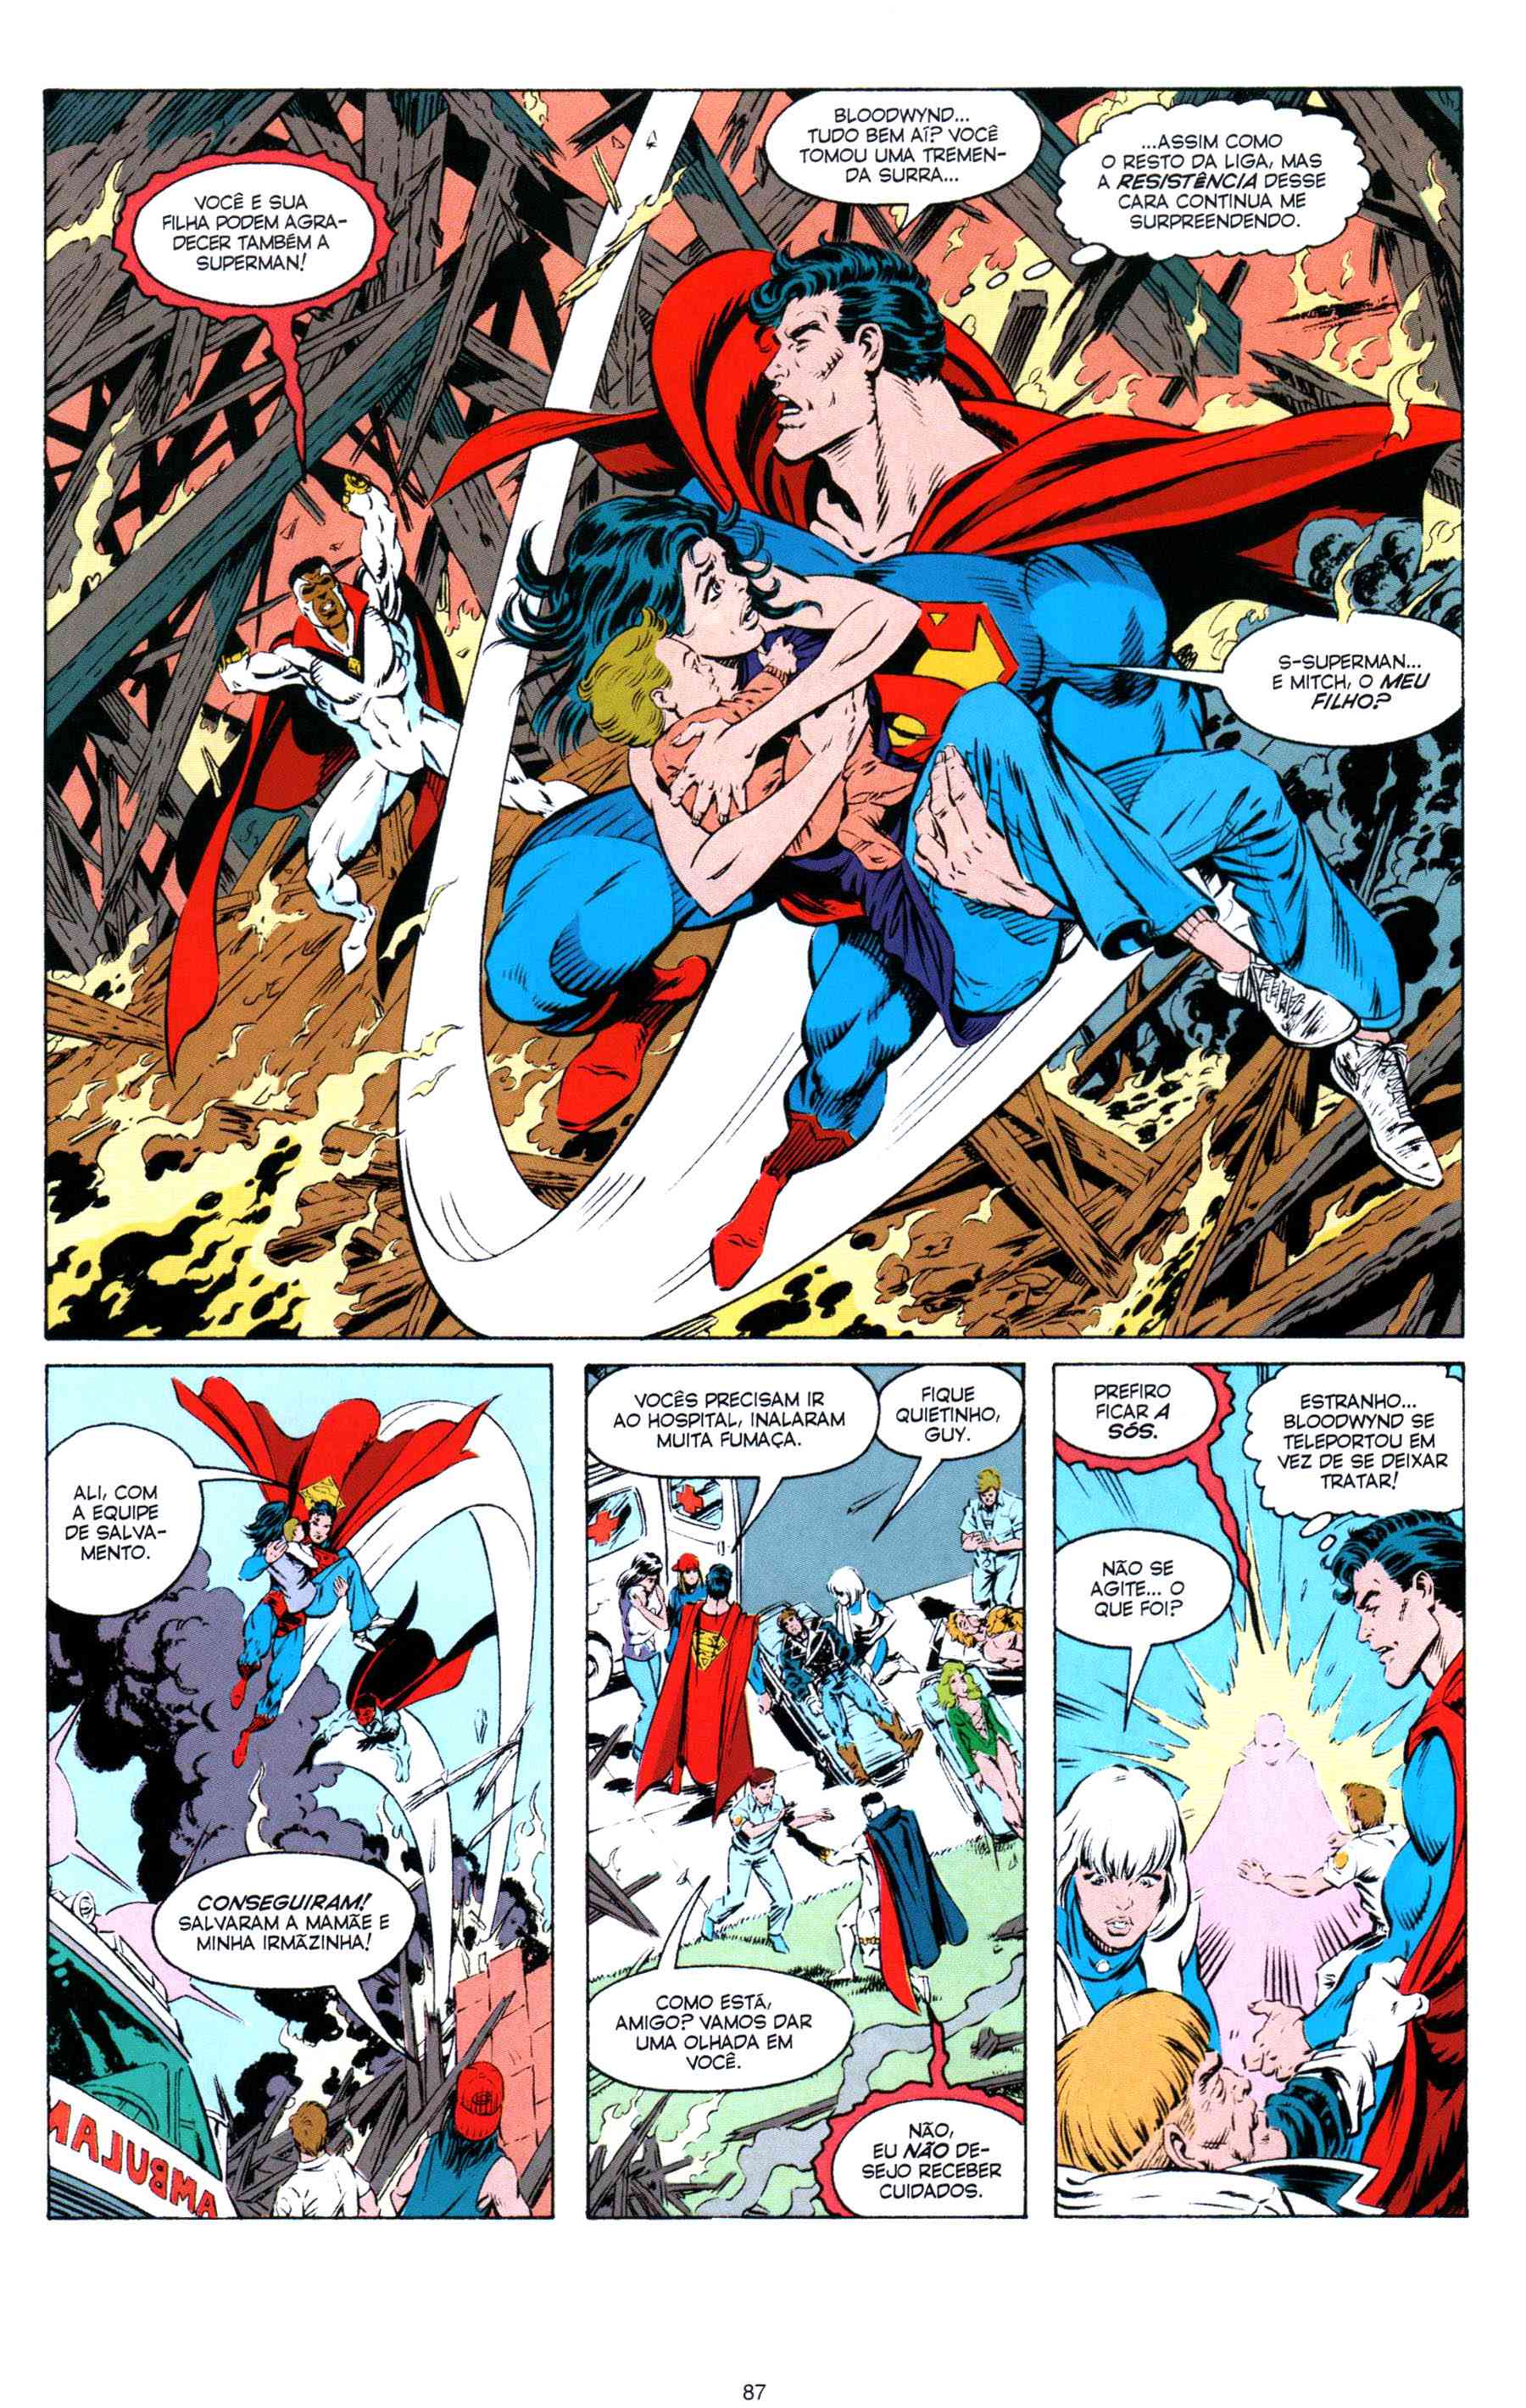 VOCÊ E SUA
FILHA PODEM AGRA-
DECER TAMBÉM A
SUPERMAN!
BLOODWYND...
TUDO BEM AÍ? VOCÊ
TOMOU UMA TREMEN-
DA SURRA...
...ASSIM COMO
O RESTO DA LIGA, MAS
A RESISTÊNCIA DESSE
CARA CONTINUA ME
SURPREENDENDO.
S-SUPERMAN...
E MITCH, O MEU
FILHO?
ALI, COM
A EQUIPE
DE SALVA-
MENTO.
CONSEGUIRAM!
SALVARAM A MAMÃE E
MINHA IRMÃZINHA!
AMBULAN
VOCÊS PRECISAM IR
AO HOSPITAL, INALARAM
MUITA FUMAÇA.
FIQUE
QUIETINHO,
GUY.
COMO ESTÁ,
AMIGO? VAMOS DAR
UMA OLHADA EM
VOCÊ.
NÃO,
EU NÃO DE-
SEJO RECEBER
CUIDADOS.
PREFIRO
FICAR A
SÓS.
ESTRANHO...
BLOODWYND SE
TELEPORTOU EM
VEZ DE SE DEIXAR
TRATAR!
NÃO SE
AGITE... O
QUE FOI?
87